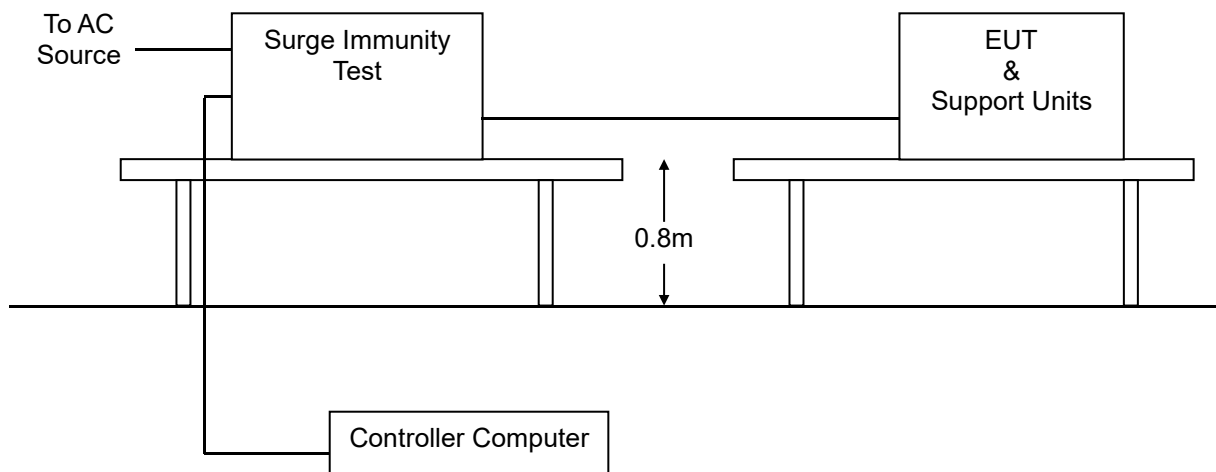 To AC
Source
Surge Immunity
Test
EUT
&
Support Units
0.8m
Controller Computer